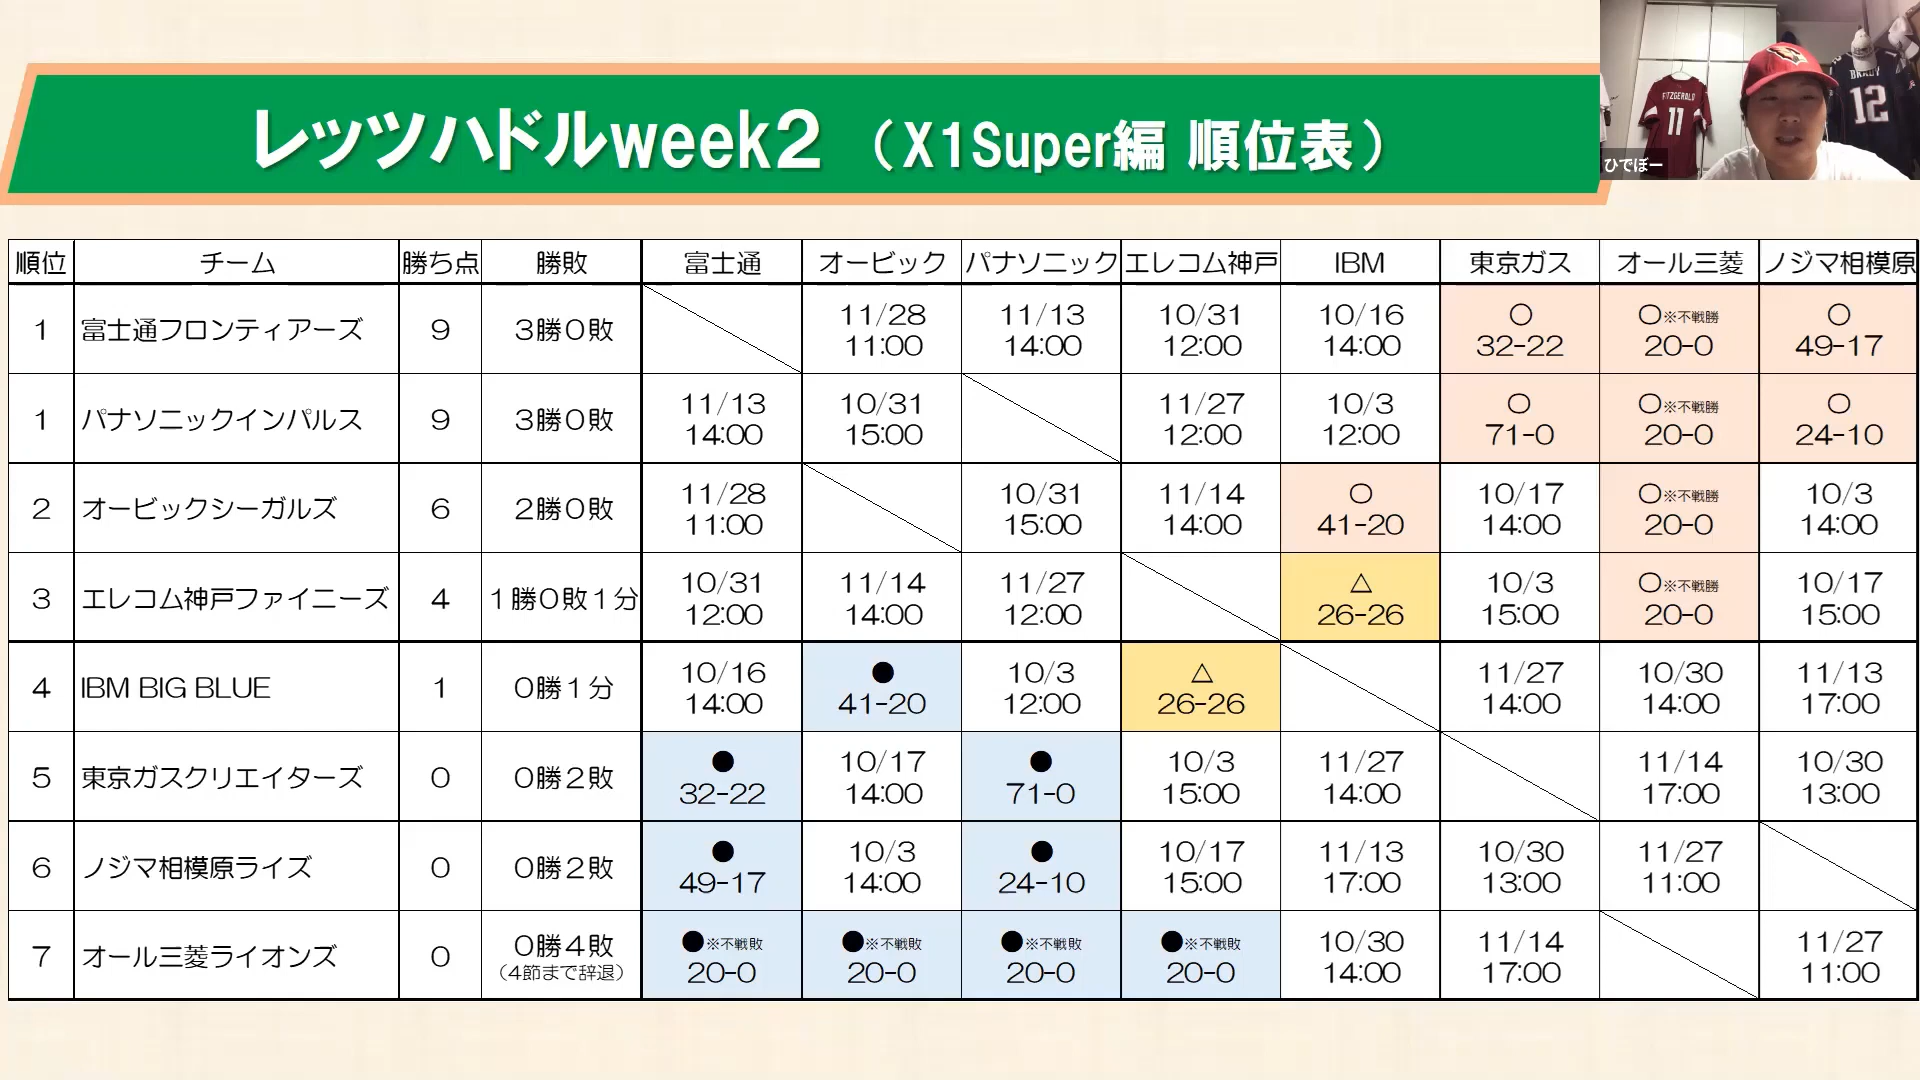 レッツハドルweek2（X1Super編 順位表）
FITZGERALD
11
BRADY
12
ひでぼー
順位 チーム 勝ち点 勝敗 富士通 オービック パナソニック エレコム神戸 IBM 東京ガス オール三菱 ノジマ相模原
1 富士通フロンティアーズ 9 3勝0敗 11/28 11:00 11/13 14:00 10/31 12:00 10/16 14:00 ○ 32-22 ○※不戦勝 20-0 ○ 49-17
1 パナソニックインパルス 9 3勝0敗 11/13 14:00 10/31 15:00 11/27 12:00 10/3 12:00 ○ 71-0 ○※不戦勝 20-0 ○ 24-10
2 オービックシーガルズ 6 2勝0敗 11/28 11:00 10/31 15:00 11/14 14:00 ○ 41-20 10/17 14:00 ○※不戦勝 20-0 10/3 14:00
3 エレコム神戸ファイニーズ 4 1勝0敗1分 10/31 12:00 11/14 14:00 11/27 12:00 △ 26-26 10/3 15:00 ○※不戦勝 20-0 10/17 15:00
4 IBM BIG BLUE 1 0勝1分 10/16 14:00 ● 41-20 10/3 12:00 △ 26-26 11/27 14:00 10/30 14:00 11/13 17:00
5 東京ガスクリエイターズ 0 0勝2敗 ● 32-22 10/17 14:00 ● 71-0 10/3 15:00 11/27 14:00 11/14 17:00 10/30 13:00
6 ノジマ相模原ライズ 0 0勝2敗 ● 49-17 10/3 14:00 ● 24-10 10/17 15:00 11/13 17:00 10/30 13:00 11/27 11:00
7 オール三菱ライオンズ 0 0勝4敗 （4節まで辞退） ●※不戦敗 20-0 ●※不戦敗 20-0 ●※不戦敗 20-0 ●※不戦敗 20-0 10/30 14:00 11/14 17:00 11/27 11:00